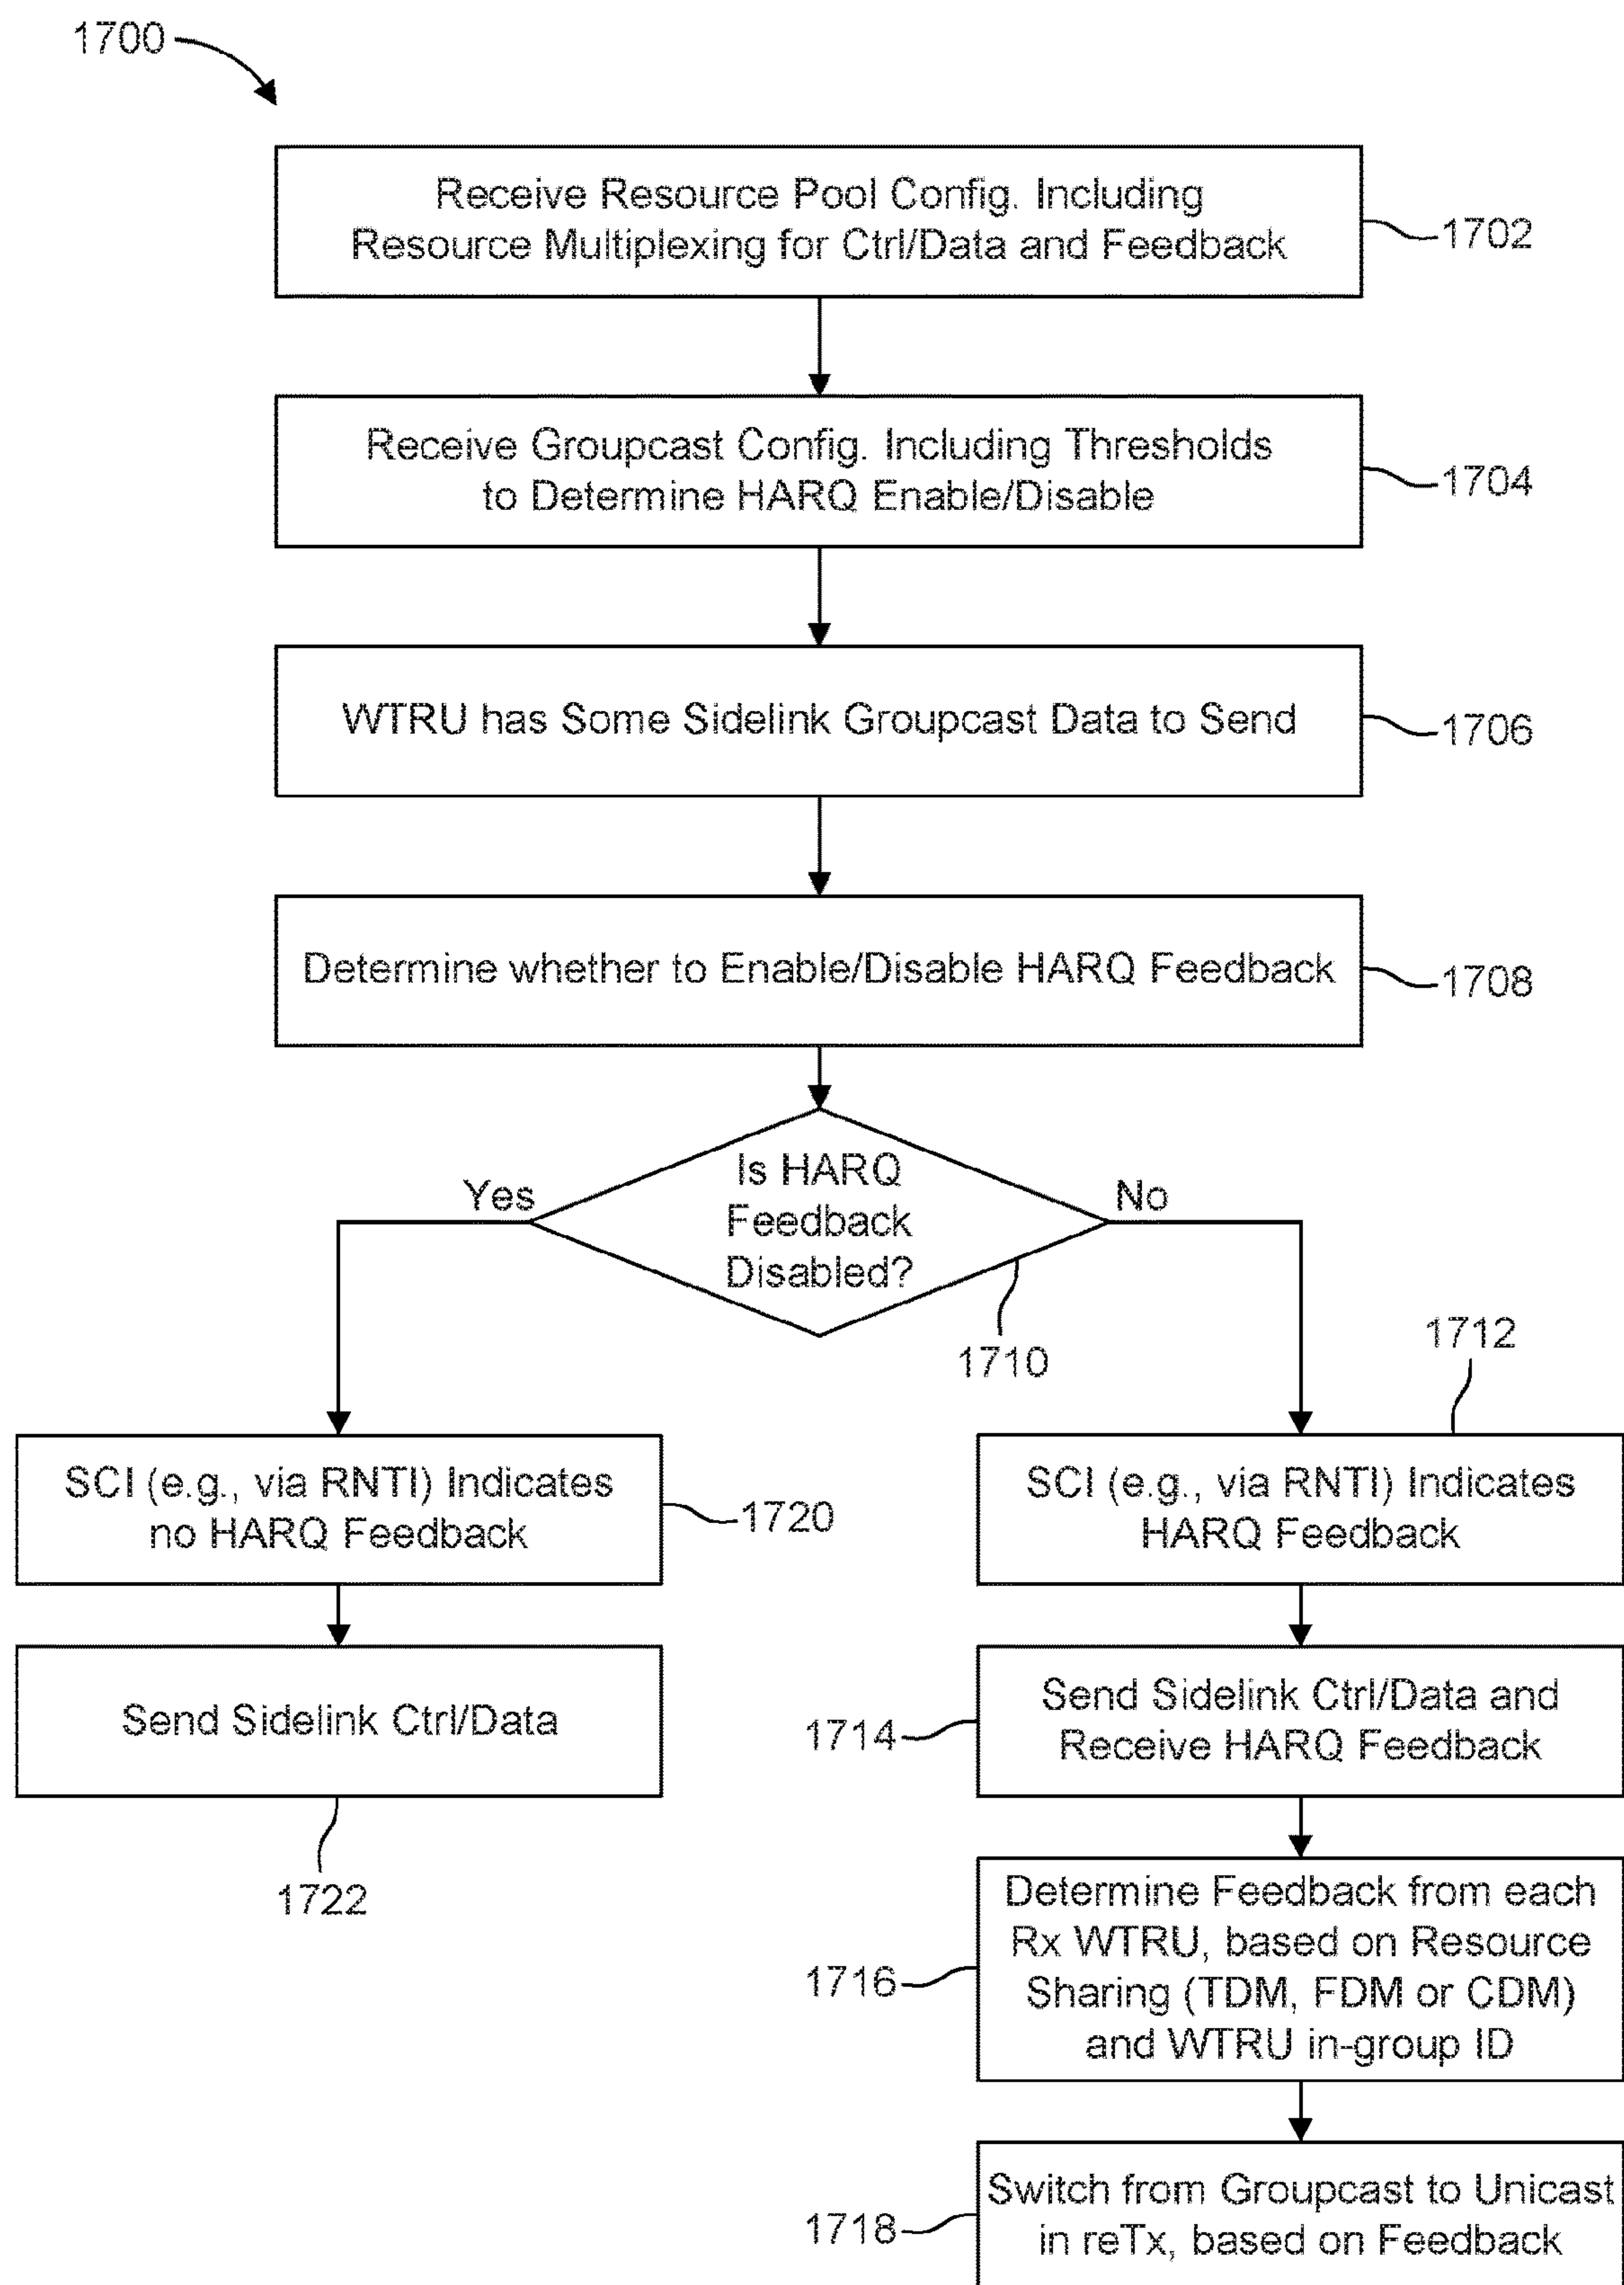 1700
Receive Resource Pool Config. Including
Resource Multiplexing for Ctrl/Data and Feedback
1702
Receive Groupcast Config. Including Thresholds
to Determine HARQ Enable/Disable
1704
WTRU has Some Sidelink Groupcast Data to Send
1706
Determine whether to Enable/Disable HARQ Feedback
1708
Is HARQ
Feedback
Disabled?
Yes
No
1710
1712
SCI (e.g., via RNTI) Indicates
no HARQ Feedback
1720
SCI (e.g., via RNTI) Indicates
HARQ Feedback
Send Sidelink Ctrl/Data
1722
Send Sidelink Ctrl/Data and
Receive HARQ Feedback
1714
Determine Feedback from each
Rx WTRU, based on Resource
Sharing (TDM, FDM or CDM)
and WTRU in-group ID
1716
Switch from Groupcast to Unicast
in reTx, based on Feedback
1718